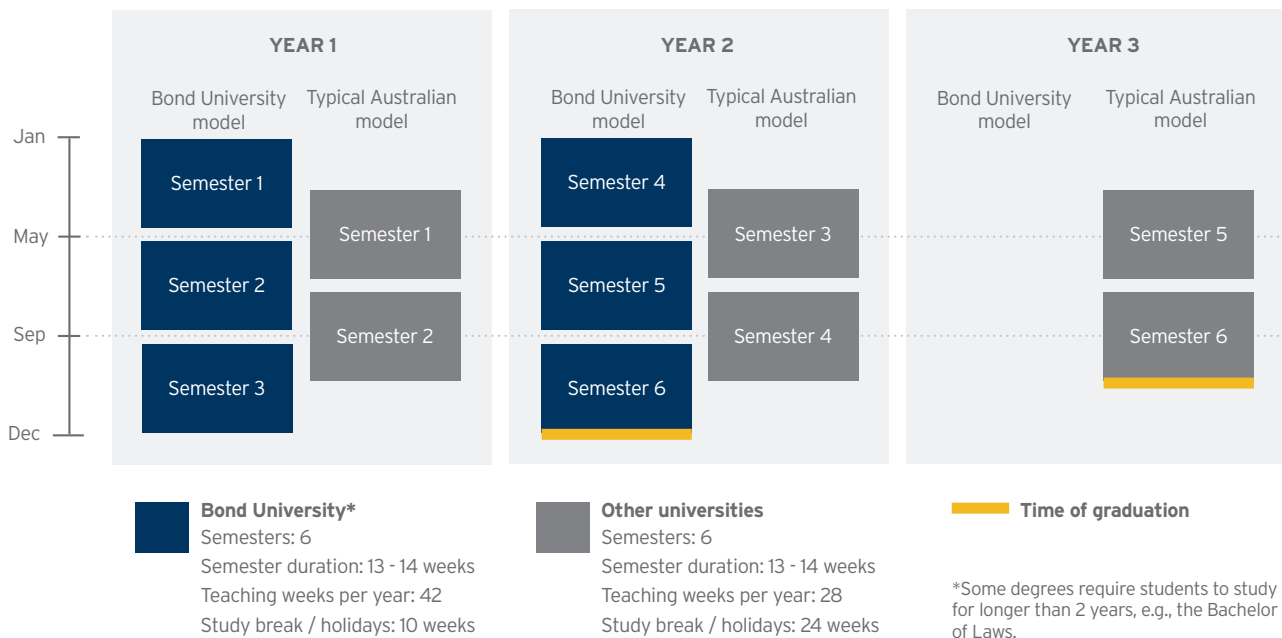 YEAR 1
Bond University
model
Typical Australian
model
YEAR 2
Bond University
model
Typical Australian
model
YEAR 3
Bond University
model
Typical Australian
model
Jan
May
Sep
Dec
Semester 1
Semester 2
Semester 3
Semester 1
Semester 2
Semester 4
Semester 5
Semester 6
Semester 3
Semester 4
Semester 5
Semester 6
Bond University*
Semesters: 6
Semester duration: 13 - 14 weeks
Teaching weeks per year: 42
Study break / holidays: 10 weeks
Other universities
Semesters: 6
Semester duration: 13 - 14 weeks
Teaching weeks per year: 28
Study break / holidays: 24 weeks
Time of graduation
*Some degrees require students to study
for longer than 2 years, e.g., the Bachelor
of Laws.